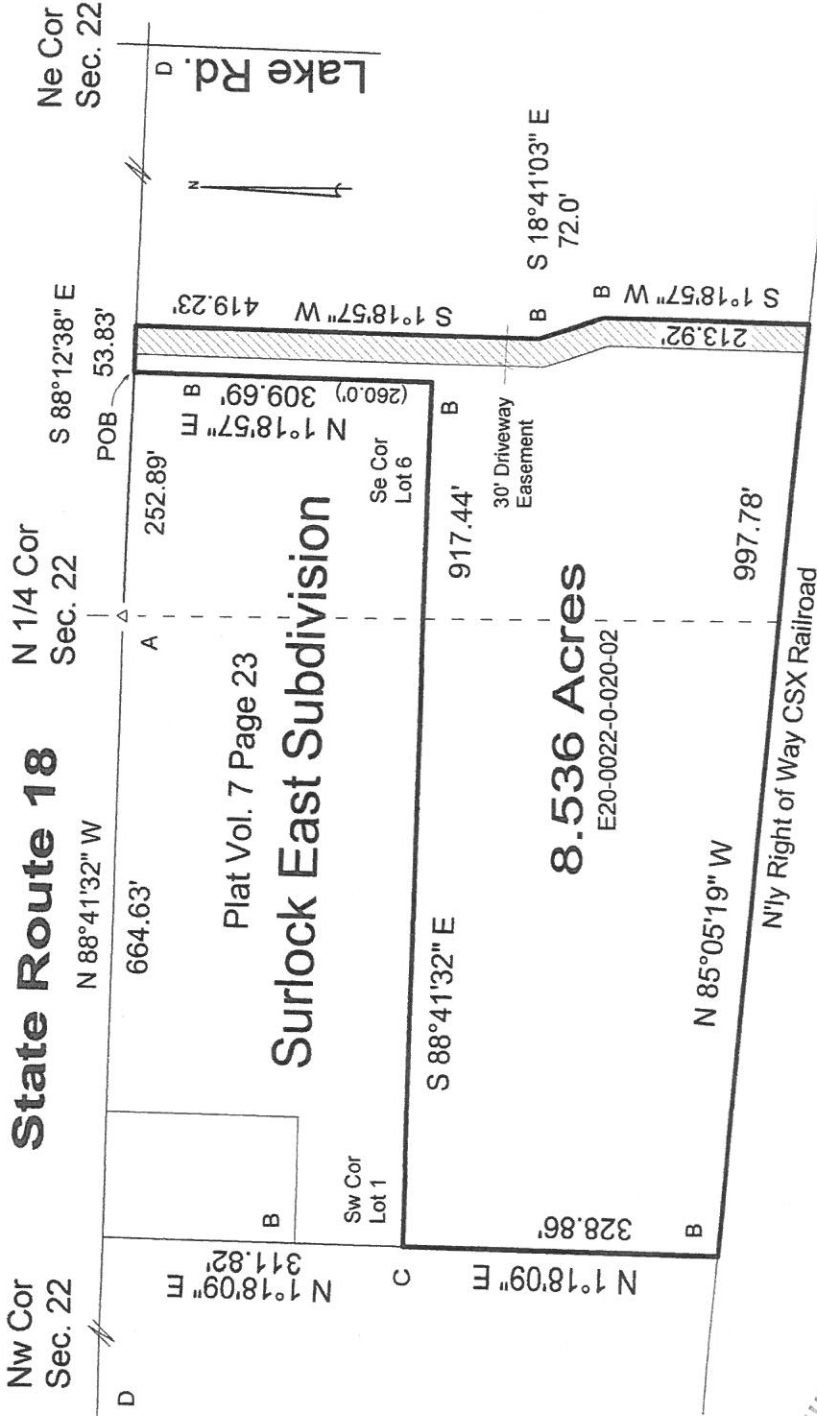 Nw Cor
Sec. 22
State Route 18
N 1/4 Cor
Sec. 22
Ne Cor
Sec. 22
D
N 88°41'32" W
664.63'
A
252.89'
POB
S 88°12'38" E
53.83'
D
Lake Rd.
N
Plat Vol. 7 Page 23
Surlock East Subdivision
B
311.82'
N 1°18'09" E
Sw Cor
Lot 1
C
B
N 1°18'57" E
309.69'
(260.0')
Se Cor
Lot 6
B
419.23'
S 1°18'57" W
30' Driveway
Easement
B
S 18°41'03" E
72.0'
B
S 1°18'57" W
213.92'
S 88°41'32" E
917.44'
8.536 Acres
E20-0022-0-020-02
328.86'
N 1°18'09" E
B
N 85°05'19" W
997.78'
N'ly Right of Way CSX Railroad